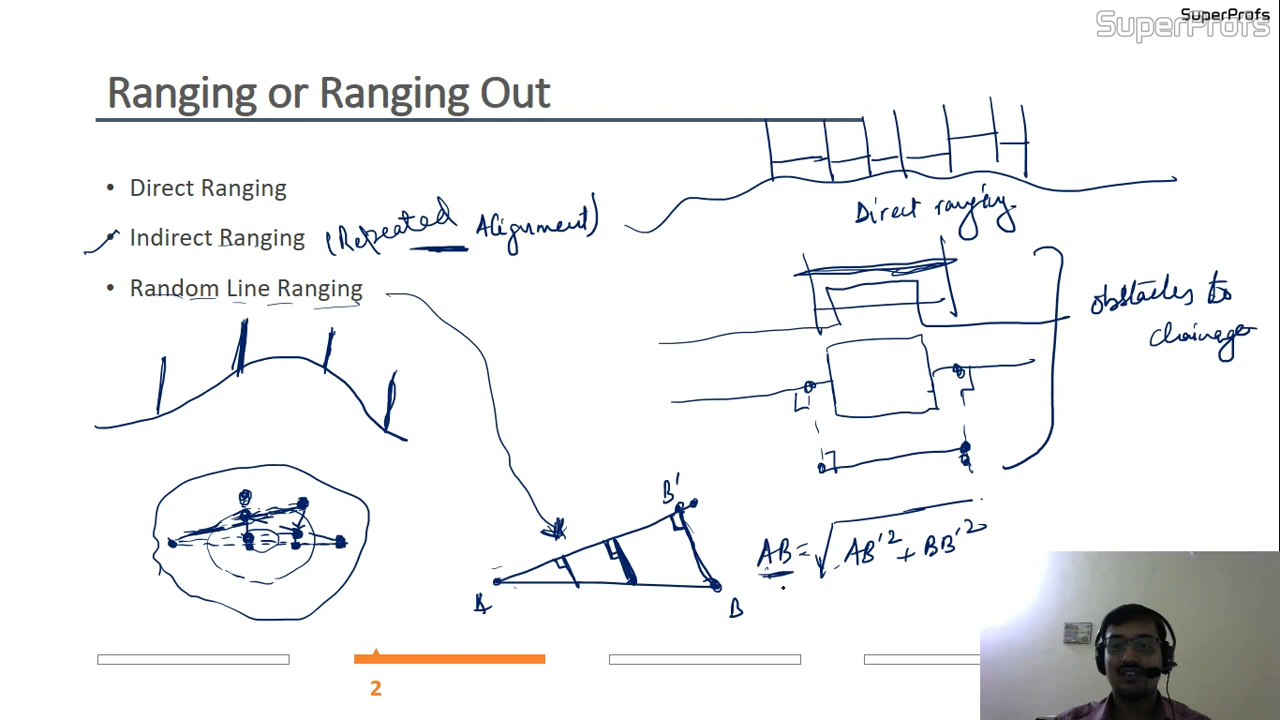 SuperProfs
SuperProfs
Ranging or Ranging Out
• Direct Ranging
• Indirect Ranging (Repeated Alignment)
• Random Line Ranging
Direct ranging
obstacles to
chainage
B'
A
B
AB = √AB'² + BB'²
2